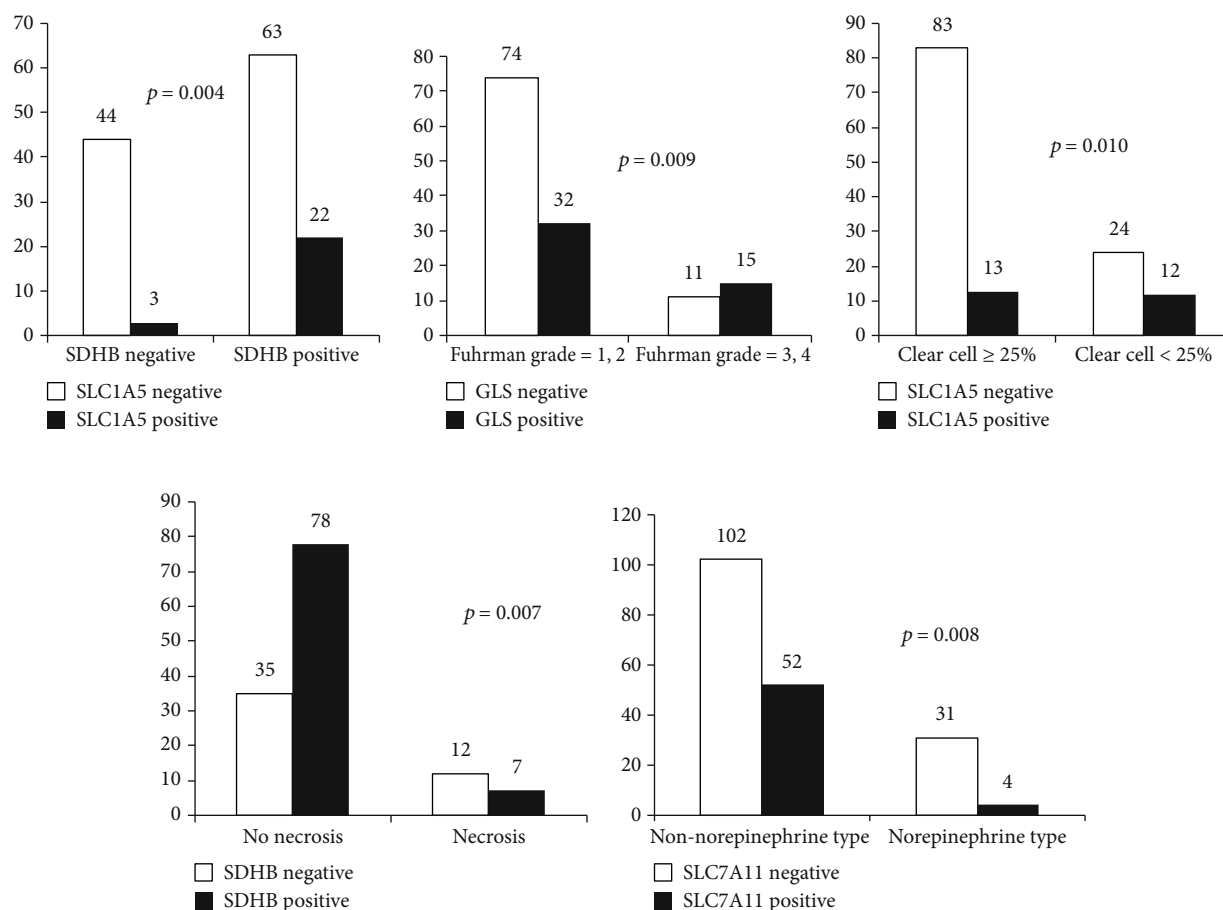 70
60
50
40
30
20
10
0
44
3
63
22
p = 0.004
SDHB negative
SDHB positive
SLC1A5 negative
SLC1A5 positive
80
70
60
50
40
30
20
10
0
74
32
11
15
p = 0.009
Fuhrman grade = 1, 2
Fuhrman grade = 3, 4
GLS negative
GLS positive
90
80
70
60
50
40
30
20
10
0
83
13
24
12
p = 0.010
Clear cell ≥ 25%
Clear cell < 25%
SLC1A5 negative
SLC1A5 positive
90
80
70
60
50
40
30
20
10
0
35
78
12
7
p = 0.007
No necrosis
Necrosis
SDHB negative
SDHB positive
120
100
80
60
40
20
0
102
52
31
4
p = 0.008
Non-norepinephrine type
Norepinephrine type
SLC7A11 negative
SLC7A11 positive